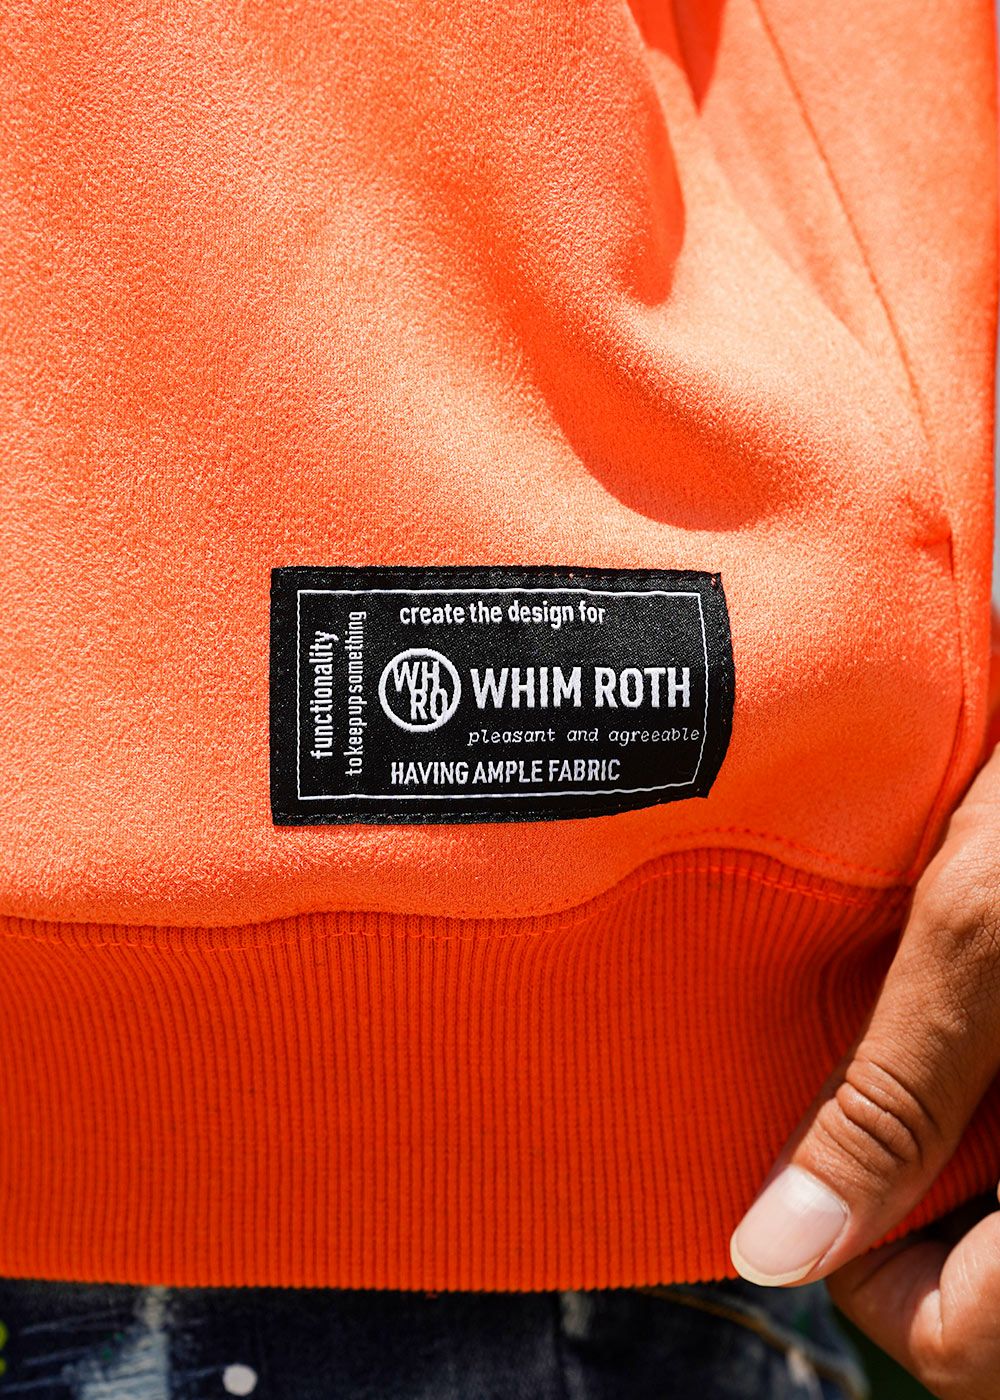 create the design for
functionality
to keep up something
WH
RO
WHIM ROTH
pleasant and agreeable
HAVING AMPLE FABRIC